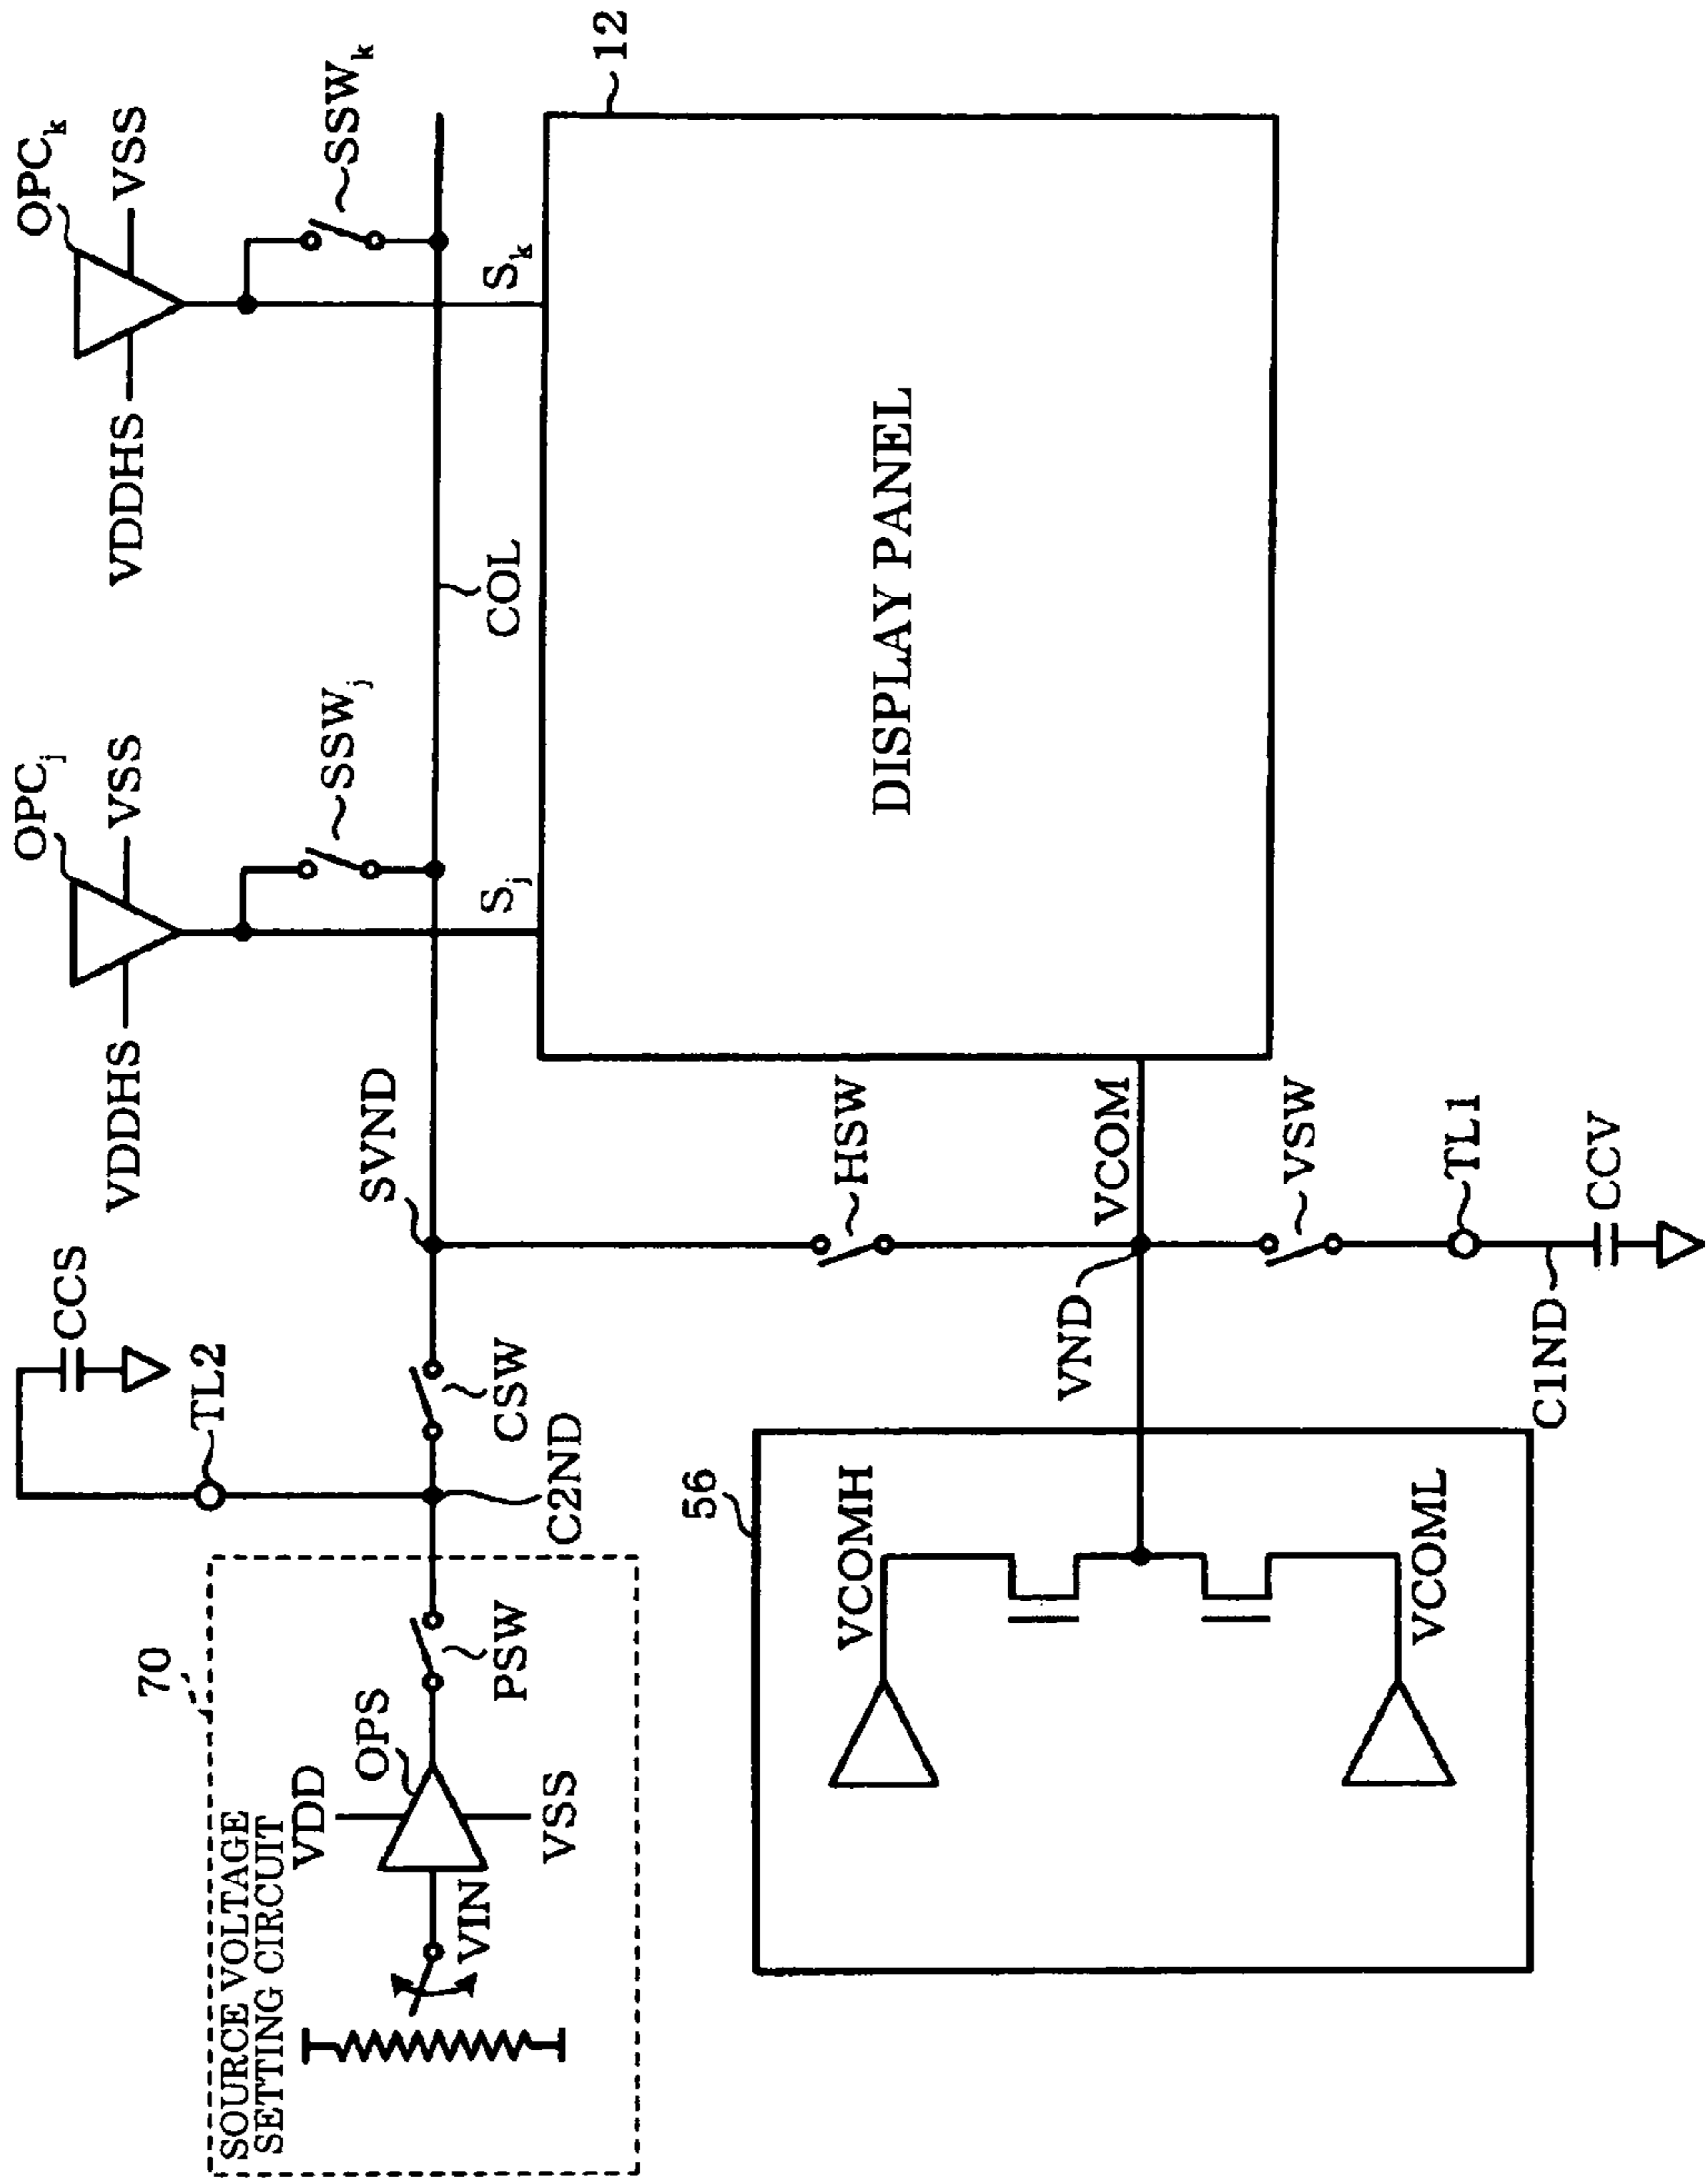 OPCj
OPCk
VDDHS
VSS
VDDHS
VSS
CCS
SSWj
SSWk
70
TL2
SVND
SOURCE VOLTAGE
SETTING CIRCUIT
VDD
OPS
COL
Sj
Sk
12
VIN
PSW
CSW
VSS
C2ND
56
HSW
DISPLAY PANEL
VCOMH
VND
VCOM
VSW
VCOML
TL1
C1ND
CCV